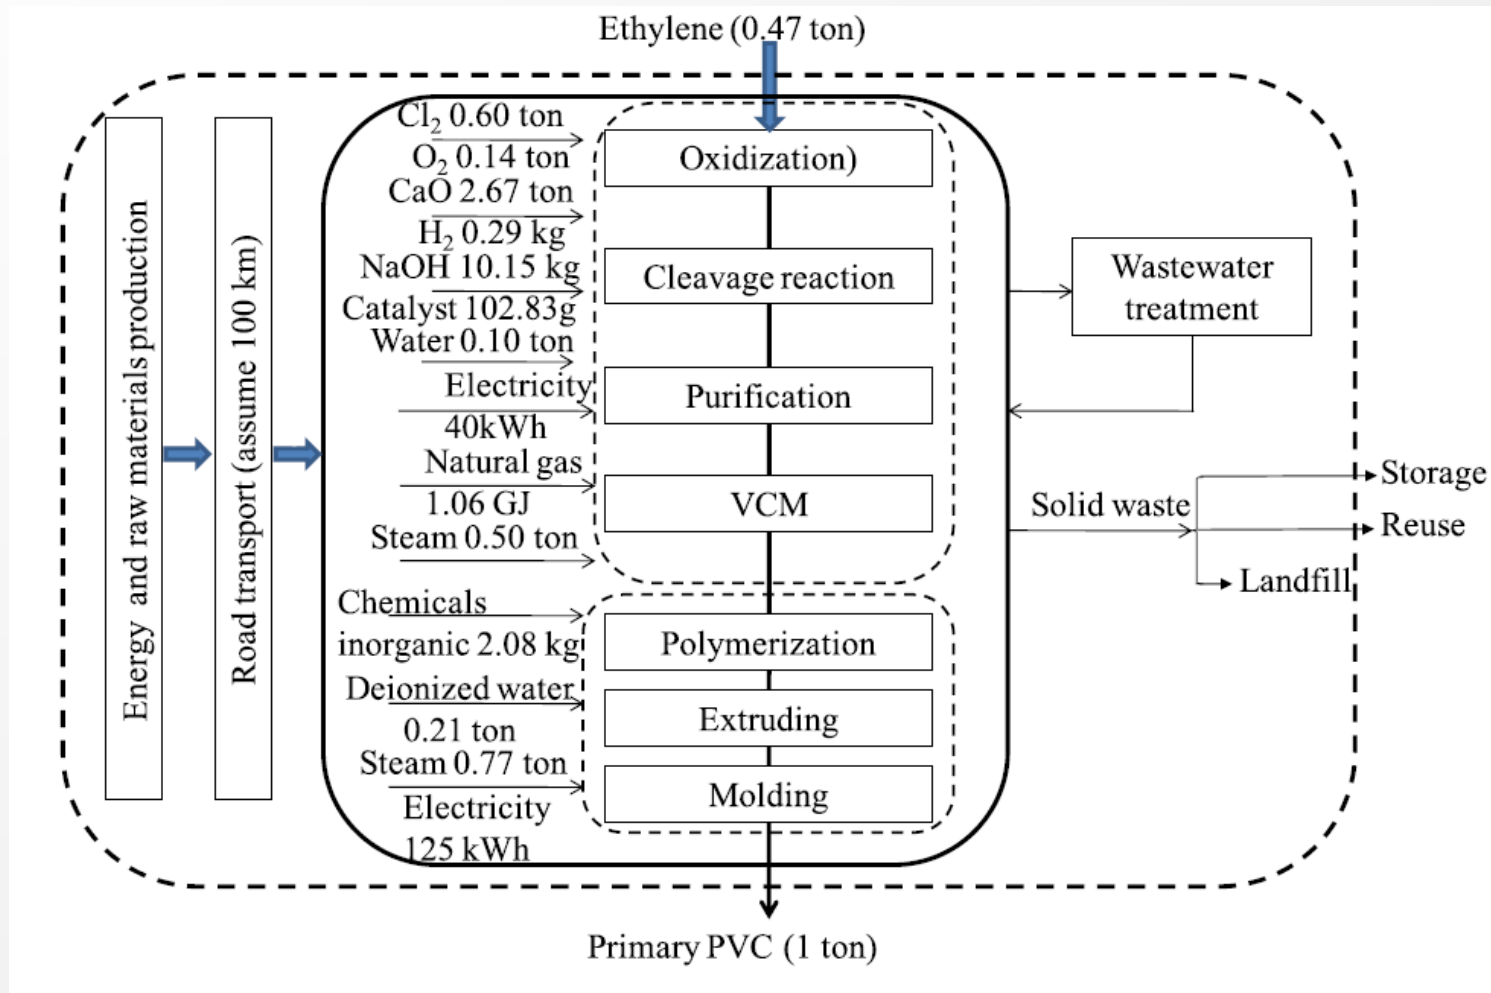 Ethylene (0.47 ton)
Energy and raw materials production
Road transport (assume 100 km)
Cl₂ 0.60 ton
O₂ 0.14 ton
CaO 2.67 ton
H₂ 0.29 kg
NaOH 10.15 kg
Catalyst 102.83g
Water 0.10 ton
Electricity
40kWh
Natural gas
1.06 GJ
Steam 0.50 ton
Chemicals
inorganic 2.08 kg
Deionized water
0.21 ton
Steam 0.77 ton
Electricity
125 kWh
Oxidization)
Cleavage reaction
Purification
VCM
Polymerization
Extruding
Molding
Wastewater
treatment
Solid waste
Storage
Reuse
Landfill
Primary PVC (1 ton)